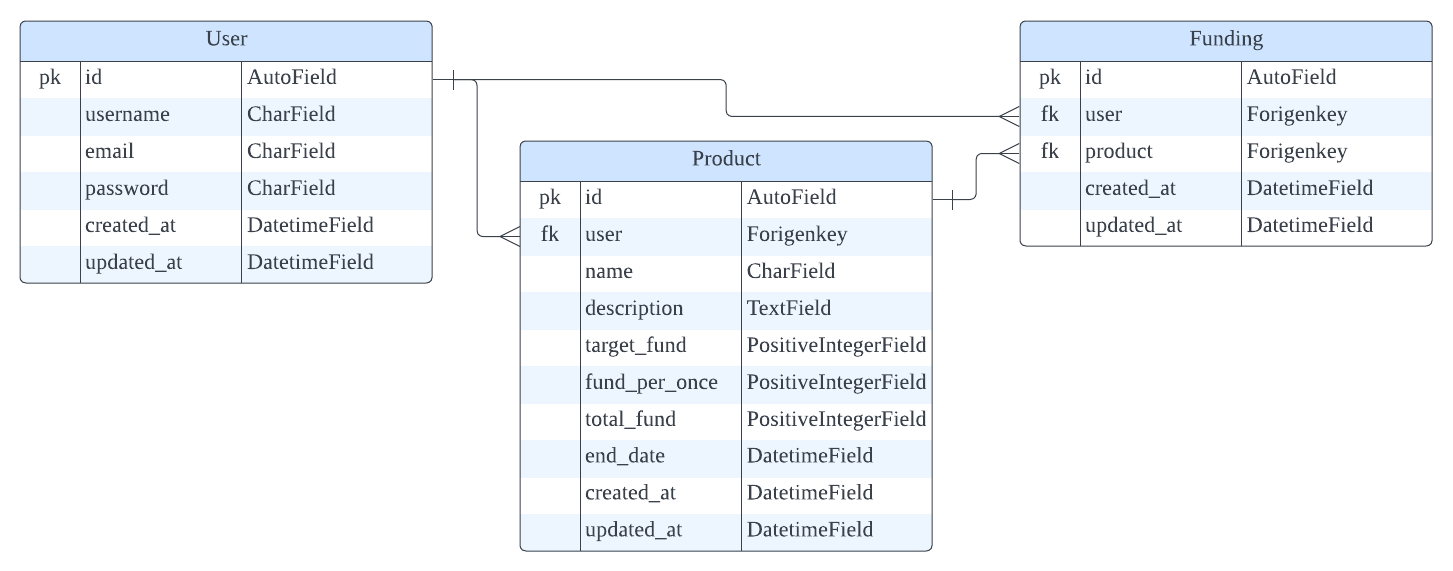 User
pk id AutoField
username CharField
email CharField
password CharField
created_at DatetimeField
updated_at DatetimeField
Product
pk id AutoField
fk user Forigenkey
name CharField
description TextField
target_fund PositiveIntegerField
fund_per_once PositiveIntegerField
total_fund PositiveIntegerField
end_date DatetimeField
created_at DatetimeField
updated_at DatetimeField
Funding
pk id AutoField
fk user Forigenkey
fk product Forigenkey
created_at DatetimeField
updated_at DatetimeField